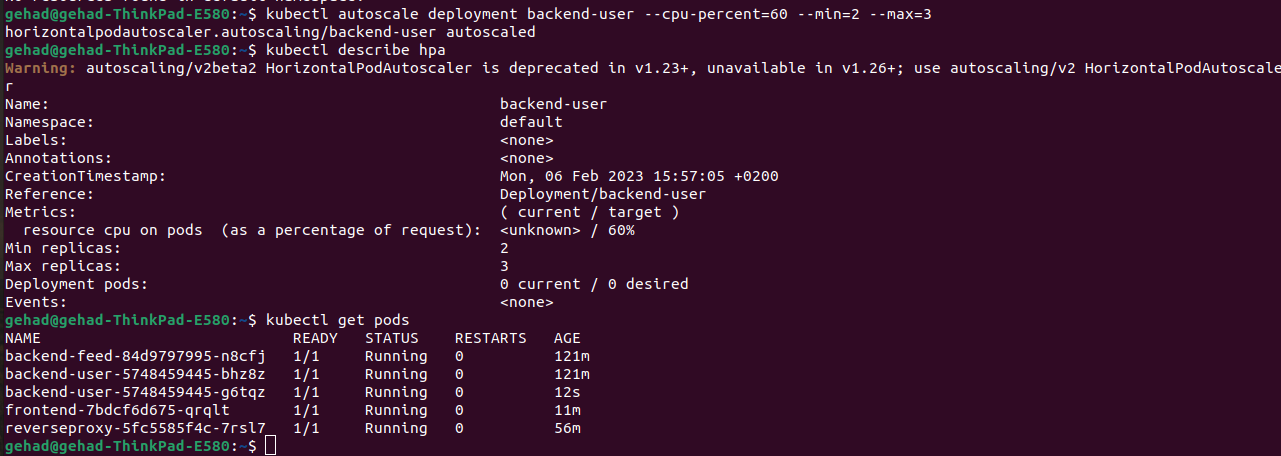 gehad@gehad-ThinkPad-E580:~$ kubectl autoscale deployment backend-user --cpu-percent=60 --min=2 --max=3
horizontalpodautoscaler.autoscaling/backend-user autoscaled
gehad@gehad-ThinkPad-E580:~$ kubectl describe hpa
Warning: autoscaling/v2beta2 HorizontalPodAutoscaler is deprecated in v1.23+, unavailable in v1.26+; use autoscaling/v2 HorizontalPodAutoscale
r
Name: backend-user
Namespace: default
Labels: <none>
Annotations: <none>
CreationTimestamp: Mon, 06 Feb 2023 15:57:05 +0200
Reference: Deployment/backend-user
Metrics: ( current / target )
resource cpu on pods (as a percentage of request): <unknown> / 60%
Min replicas: 2
Max replicas: 3
Deployment pods: 0 current / 0 desired
Events: <none>
gehad@gehad-ThinkPad-E580:~$ kubectl get pods
NAME READY STATUS RESTARTS AGE
backend-feed-84d9797995-n8cfj 1/1 Running 0 121m
backend-user-5748459445-bhz8z 1/1 Running 0 121m
backend-user-5748459445-g6tqz 1/1 Running 0 12s
frontend-7bdcf6d675-qrqlt 1/1 Running 0 11m
reverseproxy-5fc5585f4c-7rsl7 1/1 Running 0 56m
gehad@gehad-ThinkPad-E580:~$